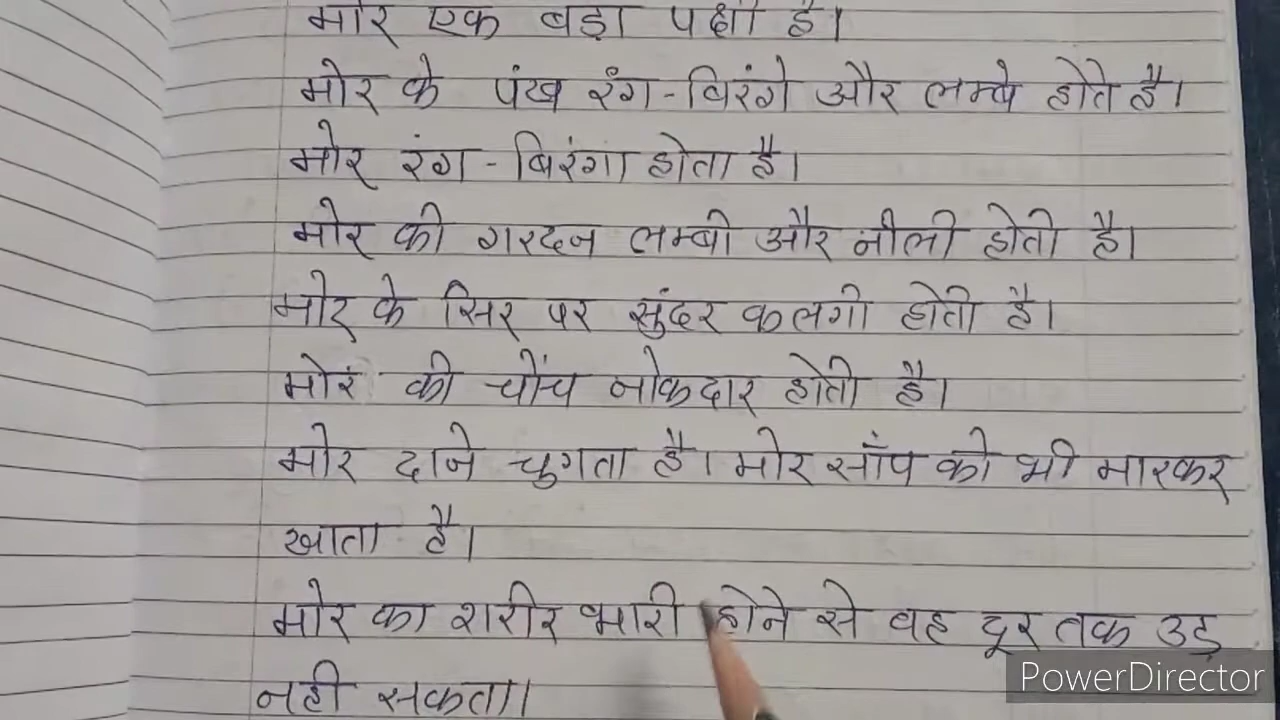 मोर एक बड़ा पक्षी है।
मोर के पंख रंग-बिरंगे और लम्बे होते है।
मोर रंग-बिरंगा होता है।
मोर की गरदन लम्बी और नीली होती है।
मोर के सिर पर सुंदर कलगी होती है।
मोर की चोंच नोकदार होती है।
मोर दाने चुगता है। मोर साँप को भी मारकर
खाता है।
मोर का शरीर भारी होने से वह दूर तक उड़
नही सकता।
PowerDirector